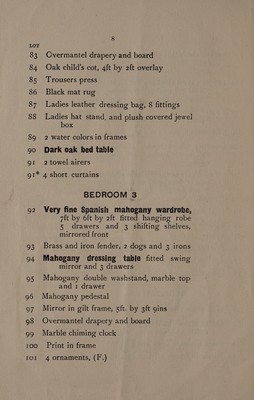 8
LOT
83 Overmantel drapery and board
84 Oak child's cot, 4ft by 2ft overlay
85 Trousers press
86 Black mat rug
87 Ladies leather dressing bag, 8 fittings
88 Ladies hat stand, and plush covered jewel
box
89 2 water colors in frames
90 Dark oak bed table
91 2 towel airers
91* 4 short curtains
BEDROOM 3
92 Very fine Spanish mahogany wardrobe,
7ft by 6ft by 2ft fitted hanging robe
5 drawers and 3 shifting shelves,
mirrored front
93 Brass and iron fender, 2 dogs and 3 irons
94 Mahogany dressing table fitted swing
mirror and 3 drawers
95 Mahogany double washstand, marble top
and 1 drawer
96 Mahogany pedestal
97 Mirror in gilt frame, 5ft. by 3ft 9ins
98 Overmantel drapery and board
99 Marble chiming clock
100 Print in frame
101 4 ornaments, (F.)